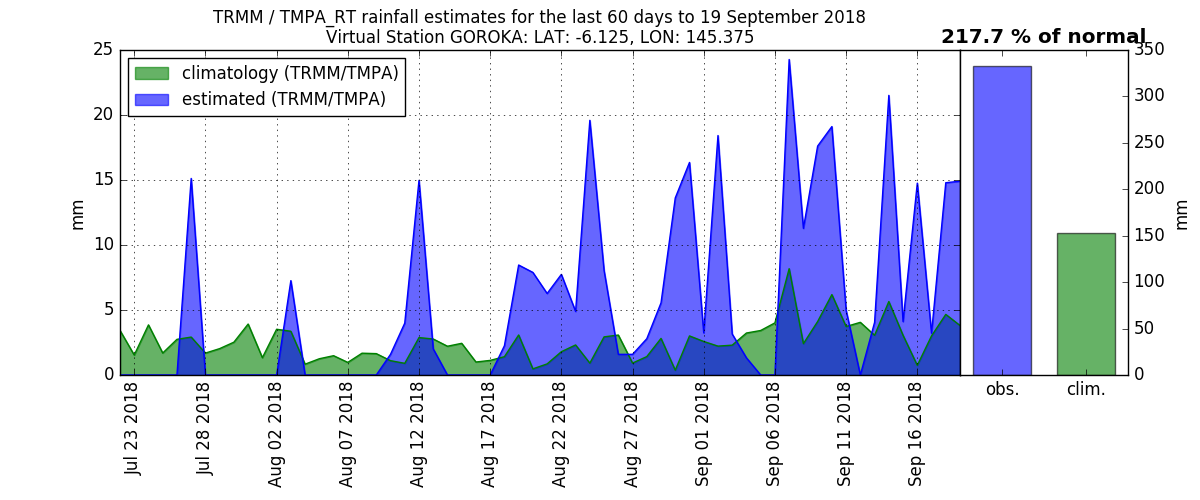 TRMM / TMPA_RT rainfall estimates for the last 60 days to 19 September 2018
Virtual Station GOROKA: LAT: -6.125, LON: 145.375
217.7 % of normal
climatology (TRMM/TMPA)
estimated (TRMM/TMPA)
mm
25
20
15
10
5
0
Jul 23 2018
Jul 28 2018
Aug 02 2018
Aug 07 2018
Aug 12 2018
Aug 17 2018
Aug 22 2018
Aug 27 2018
Sep 01 2018
Sep 06 2018
Sep 11 2018
Sep 16 2018
obs.
clim.
350
300
250
200
150
100
50
0
mm